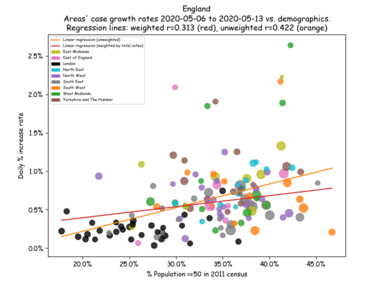 England
Areas' case growth rates 2020-05-06 to 2020-05-13 vs. demographics.
Regression lines: weighted r=0.313 (red), unweighted r=0.422 (orange)
Linear regression (unweighted)
Linear regression (weighted by total cases)
East Midlands
East of England
London
North East
North West
South East
South West
West Midlands
Yorkshire and The Humber
Daily % increase rate
2.5%
2.0%
1.5%
1.0%
0.5%
0.0%
20.0% 25.0% 30.0% 35.0% 40.0% 45.0%
% Population >=50 in 2011 census